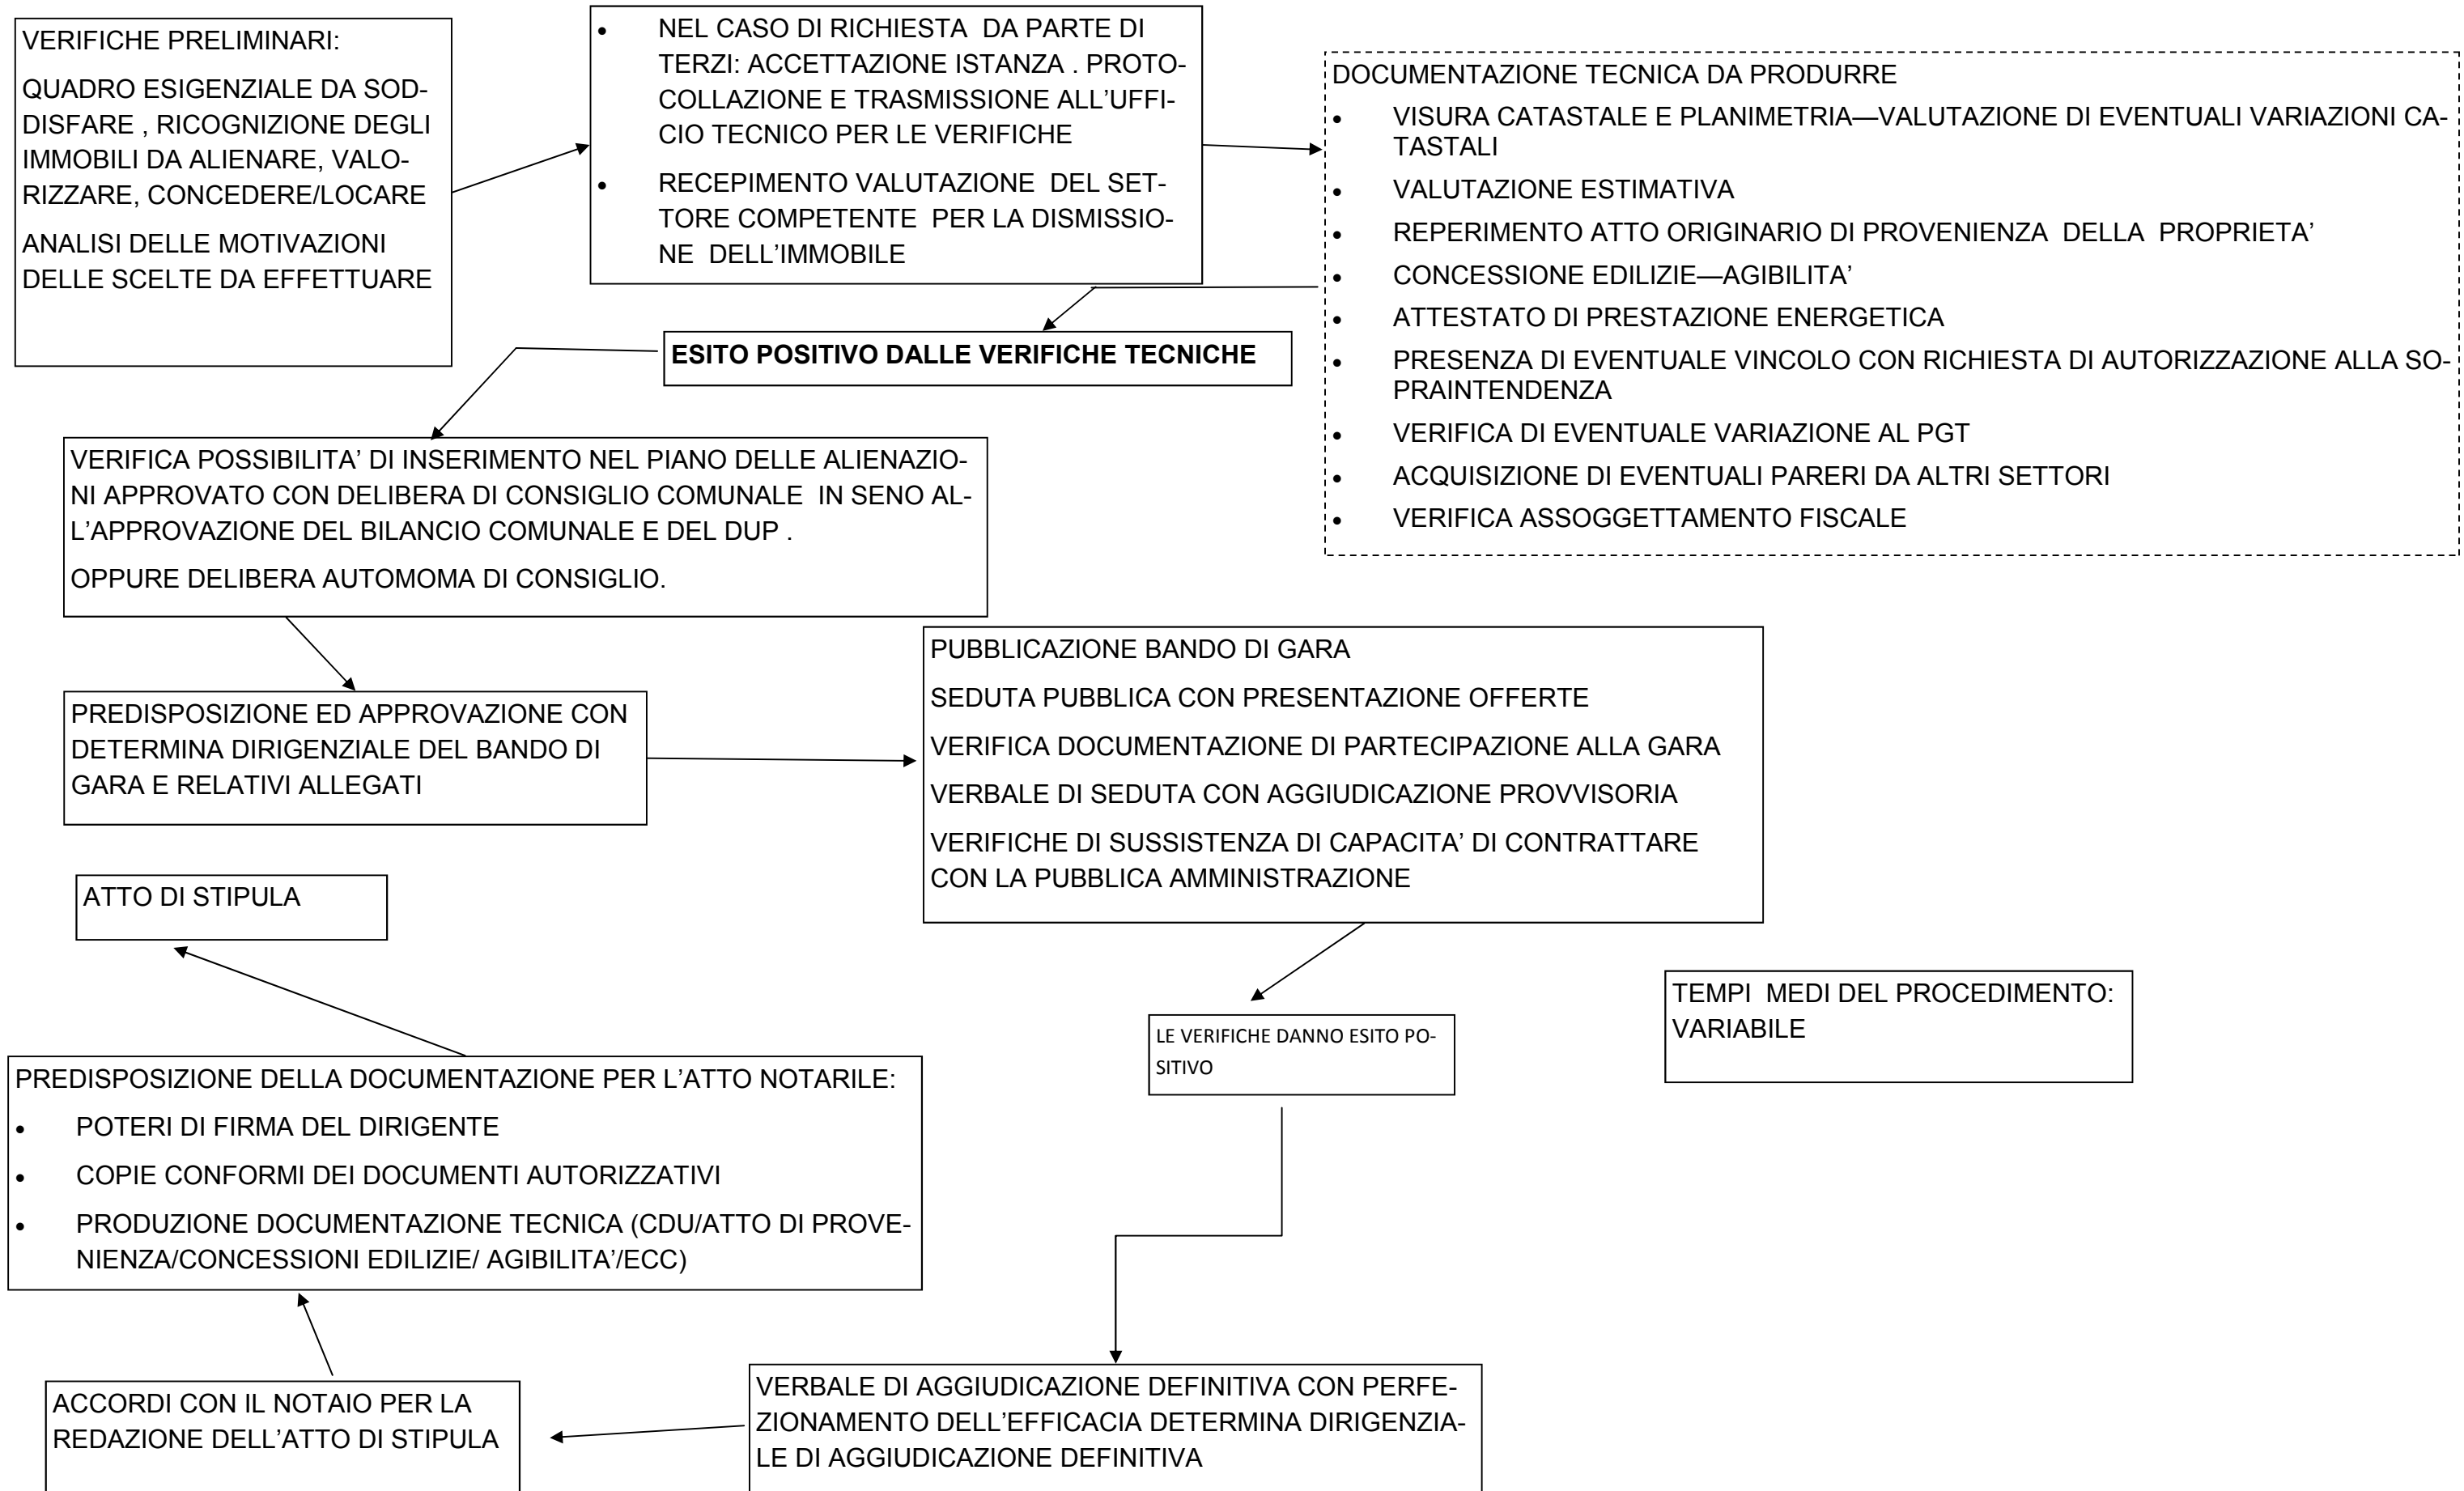 VERIFICHE PRELIMINARI:
QUADRO ESIGENZIALE DA SOD-
DISFARE , RICOGNIZIONE DEGLI
IMMOBILI DA ALIENARE, VALO-
RIZZARE, CONCEDERE/LOCARE
ANALISI DELLE MOTIVAZIONI
DELLE SCELTE DA EFFETTUARE
• NEL CASO DI RICHIESTA DA PARTE DI
TERZI: ACCETTAZIONE ISTANZA . PROTO-
COLLAZIONE E TRASMISSIONE ALL’UFFI-
CIO TECNICO PER LE VERIFICHE
• RECEPIMENTO VALUTAZIONE DEL SET-
TORE COMPETENTE PER LA DISMISSIO-
NE DELL’IMMOBILE
DOCUMENTAZIONE TECNICA DA PRODURRE
• VISURA CATASTALE E PLANIMETRIA—VALUTAZIONE DI EVENTUALI VARIAZIONI CA-
TASTALI
• VALUTAZIONE ESTIMATIVA
• REPERIMENTO ATTO ORIGINARIO DI PROVENIENZA DELLA PROPRIETA’
• CONCESSIONE EDILIZIE—AGIBILITA’
• ATTESTATO DI PRESTAZIONE ENERGETICA
• PRESENZA DI EVENTUALE VINCOLO CON RICHIESTA DI AUTORIZZAZIONE ALLA SO-
PRAINTENDENZA
• VERIFICA DI EVENTUALE VARIAZIONE AL PGT
• ACQUISIZIONE DI EVENTUALI PARERI DA ALTRI SETTORI
• VERIFICA ASSOGGETTAMENTO FISCALE
ESITO POSITIVO DALLE VERIFICHE TECNICHE
VERIFICA POSSIBILITA’ DI INSERIMENTO NEL PIANO DELLE ALIENAZIO-
NI APPROVATO CON DELIBERA DI CONSIGLIO COMUNALE IN SENO AL-
L’APPROVAZIONE DEL BILANCIO COMUNALE E DEL DUP .
OPPURE DELIBERA AUTOMOMA DI CONSIGLIO.
PREDISPOSIZIONE ED APPROVAZIONE CON
DETERMINA DIRIGENZIALE DEL BANDO DI
GARA E RELATIVI ALLEGATI
PUBBLICAZIONE BANDO DI GARA
SEDUTA PUBBLICA CON PRESENTAZIONE OFFERTE
VERIFICA DOCUMENTAZIONE DI PARTECIPAZIONE ALLA GARA
VERBALE DI SEDUTA CON AGGIUDICAZIONE PROVVISORIA
VERIFICHE DI SUSSISTENZA DI CAPACITA’ DI CONTRATTARE
CON LA PUBBLICA AMMINISTRAZIONE
ATTO DI STIPULA
TEMPI MEDI DEL PROCEDIMENTO:
VARIABILE
LE VERIFICHE DANNO ESITO PO-
SITIVO
PREDISPOSIZIONE DELLA DOCUMENTAZIONE PER L’ATTO NOTARILE:
• POTERI DI FIRMA DEL DIRIGENTE
• COPIE CONFORMI DEI DOCUMENTI AUTORIZZATIVI
• PRODUZIONE DOCUMENTAZIONE TECNICA (CDU/ATTO DI PROVE-
NIENZA/CONCESSIONI EDILIZIE/ AGIBILITA’/ECC)
ACCORDI CON IL NOTAIO PER LA
REDAZIONE DELL’ATTO DI STIPULA
VERBALE DI AGGIUDICAZIONE DEFINITIVA CON PERFE-
ZIONAMENTO DELL’EFFICACIA DETERMINA DIRIGENZIA-
LE DI AGGIUDICAZIONE DEFINITIVA